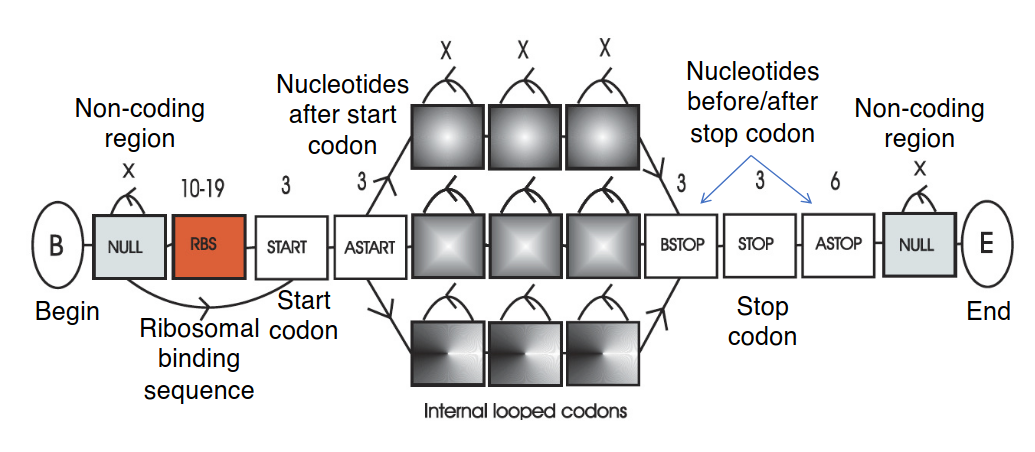 X X X
Nucleotides
after start
codon
Nucleotides
before/after
stop codon
Non-coding
region
Non-coding
region
X 10-19 3 3 3 3 6 X
B NULL RBS START ASTART BSTOP STOP ASTOP NULL E
Begin
Ribosomal
binding
sequence
Start
codon
Stop
codon
End
Internal looped codons